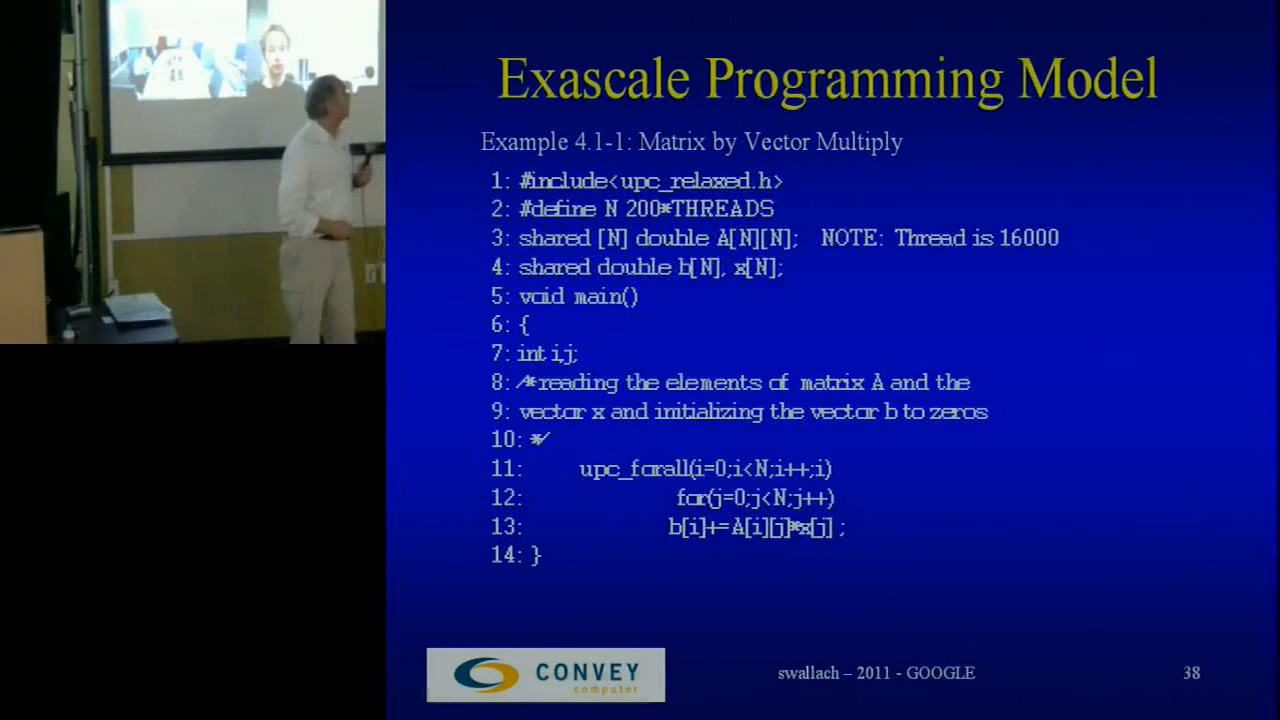 Exascale Programming Model
Example 4.1-1: Matrix by Vector Multiply
1: #include<upc_relaxed.h>
2: #define N 200*THREADS
3: shared [N] double A[N][N]; NOTE: Thread is 16000
4: shared double b[N], x[N];
5: void main()
6: {
7: int i,j;
8: /*reading the elements of matrix A and the
9: vector x and initializing the vector b to zeros
10: */
11: upc_forall(i=0;i<N;i++;i)
12: for(j=0;j<N;j++)
13: b[i]+=A[i][j]*x[j] ;
14: }
CONVEY
computer
swallach – 2011 - GOOGLE
38